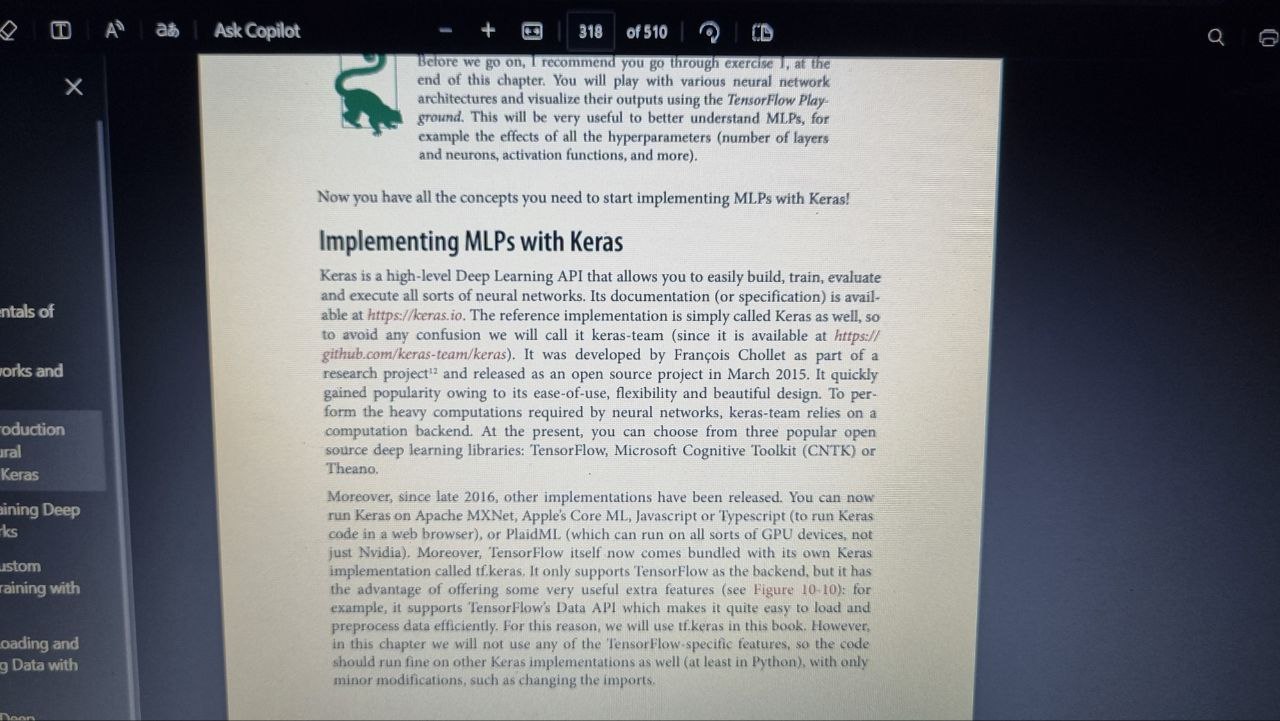 Ask Copilot
318 of 510
ntals of
orks and
roduction
ural
Keras
aining Deep
rks
ustom
raining with
oading and
g Data with
Deep
Before we go on, I recommend you go through exercise 1, at the
end of this chapter. You will play with various neural network
architectures and visualize their outputs using the TensorFlow Play-
ground. This will be very useful to better understand MLPs, for
example the effects of all the hyperparameters (number of layers
and neurons, activation functions, and more).
Now you have all the concepts you need to start implementing MLPs with Keras!
Implementing MLPs with Keras
Keras is a high-level Deep Learning API that allows you to easily build, train, evaluate
and execute all sorts of neural networks. Its documentation (or specification) is avail-
able at https://keras.io. The reference implementation is simply called Keras as well, so
to avoid any confusion we will call it keras-team (since it is available at https://
github.com/keras-team/keras). It was developed by François Chollet as part of a
research project¹² and released as an open source project in March 2015. It quickly
gained popularity owing to its ease-of-use, flexibility and beautiful design. To per-
form the heavy computations required by neural networks, keras-team relies on a
computation backend. At the present, you can choose from three popular open
source deep learning libraries: TensorFlow, Microsoft Cognitive Toolkit (CNTK) or
Theano.
Moreover, since late 2016, other implementations have been released. You can now
run Keras on Apache MXNet, Apple's Core ML, Javascript or Typescript (to run Keras
code in a web browser), or PlaidML (which can run on all sorts of GPU devices, not
just Nvidia). Moreover, TensorFlow itself now comes bundled with its own Keras
implementation called tf.keras. It only supports TensorFlow as the backend, but it has
the advantage of offering some very useful extra features (see Figure 10-10): for
example, it supports TensorFlow's Data API which makes it quite easy to load and
preprocess data efficiently. For this reason, we will use tf.keras in this book. However,
in this chapter we will not use any of the TensorFlow-specific features, so the code
should run fine on other Keras implementations as well (at least in Python), with only
minor modifications, such as changing the imports.